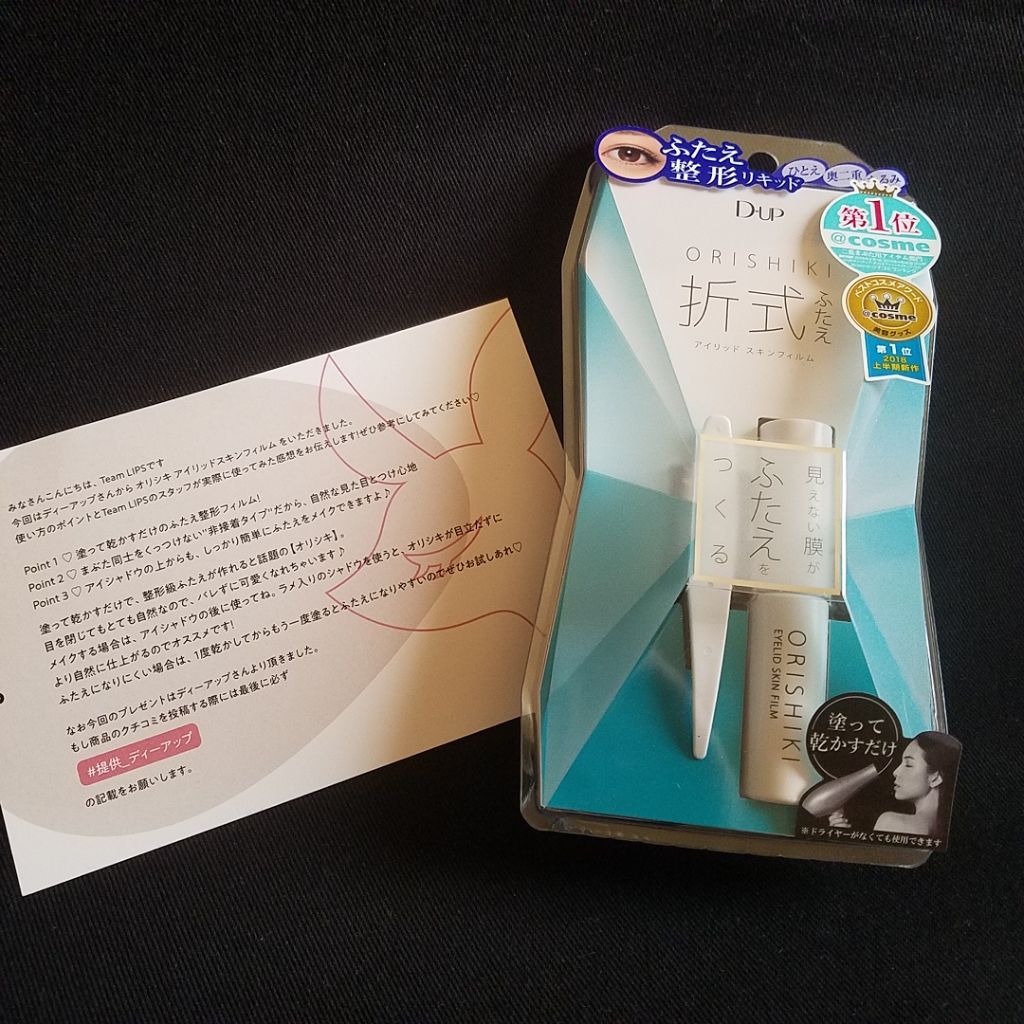 みなさんこんにちは、Team LIPSです
今回はディーアップさんから オリシキ アイリッドスキンフィルム をいただきました。
使い方のポイントとTeam LIPSのスタッフが実際に使ってみた感想をお伝えします!ぜひ参考にしてみてください♡
Point 1 ♡ 塗って乾かすだけのふたえ整形フィルム!
Point 2 ♡ まぶた同士をくっつけない"非接着タイプ"だから、自然な見た目とつけ心地
Point 3 ♡ アイシャドウの上からも、しっかり簡単にふたえをメイクできますよ♪
塗って乾かすだけで、整形級ふたえが作れると話題の【オリシキ】。
目を閉じてもとても自然なので、バレずに可愛くなれちゃいます♪
メイクする場合は、アイシャドウの後に使ってね。ラメ入りのシャドウを使うと、オリシキが目立たずに
より自然に仕上がるのでオススメです!
ふたえになりにくい場合は、1度乾かしてからもう一度塗るとふたえになりやすいのでぜひお試しあれ♡
なお今回のプレゼントはディーアップさんより頂きました。
もし商品のクチコミを投稿する際には最後に必ず
#提供_ディーアップ
の記載をお願いします。
ふたえ
整形リキッド
ひとえ
奥二重
D-UP
ORISHIKI
折式
ふたえ
アイリッド スキンフィルム
第1位
@cosme
ベストコスメアワード
@cosme
美容グッズ
第1位
2018
上半期新作
見えない膜が
ふたえを
つくる
ORISHIKI
EYELID SKIN FILM
塗って
乾かすだけ
※ドライヤーがなくても使用できます